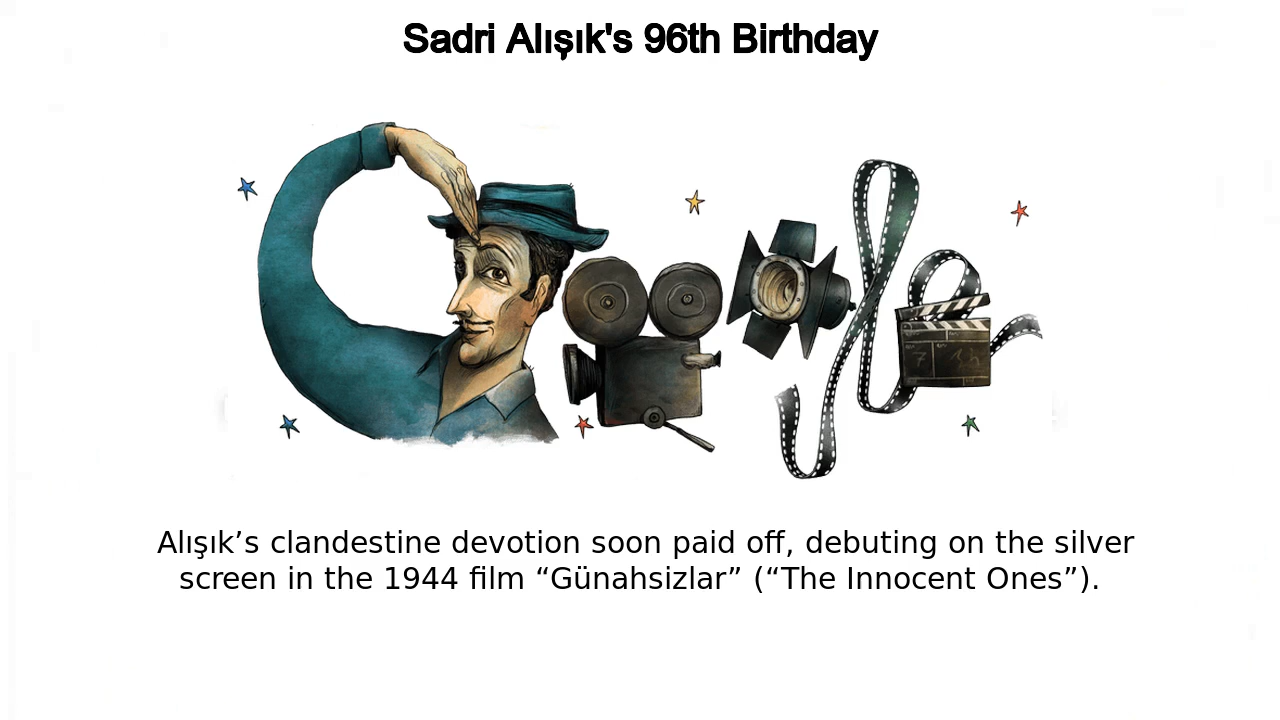 Sadri Alışık's 96th Birthday
Alışık’s clandestine devotion soon paid off, debuting on the silver
screen in the 1944 film “Günahsizlar” (“The Innocent Ones”).